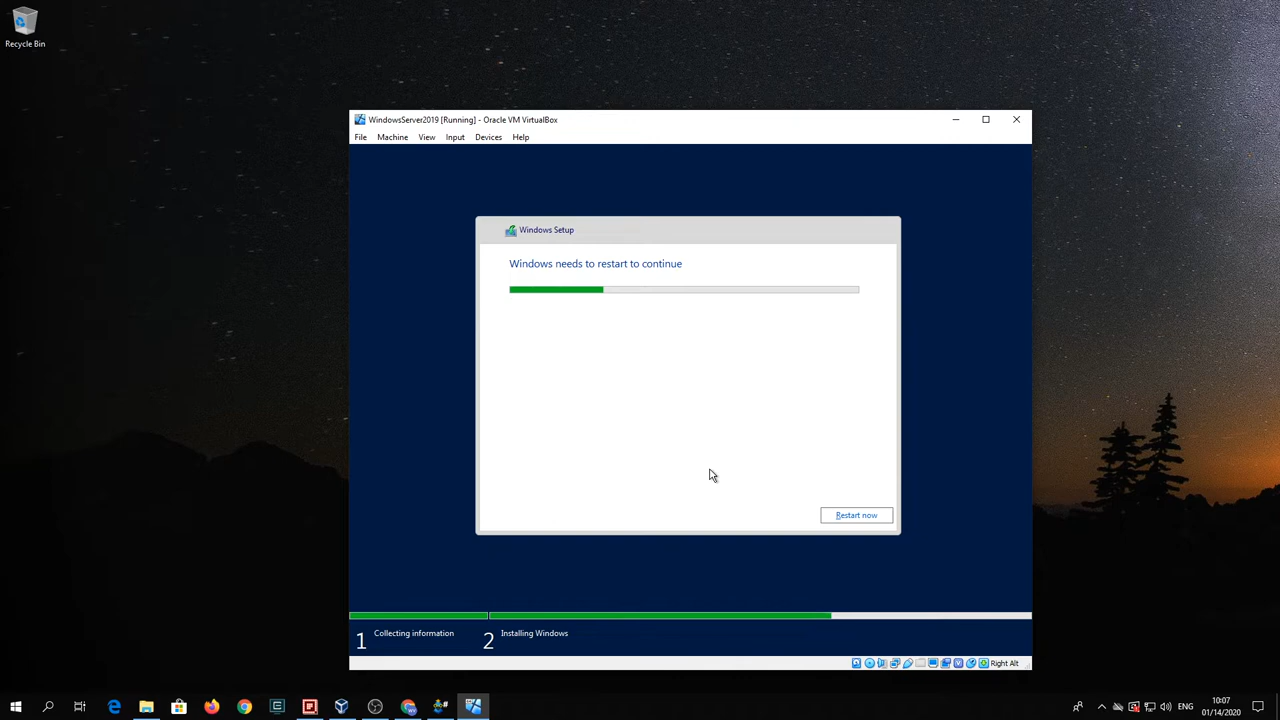 Recycle Bin
WindowsServer2019 [Running] - Oracle VM VirtualBox
File Machine View Input Devices Help
Windows Setup
Windows needs to restart to continue
Restart now
1 Collecting information 2 Installing Windows
Right Alt
ENG
10:07
01/14/2020